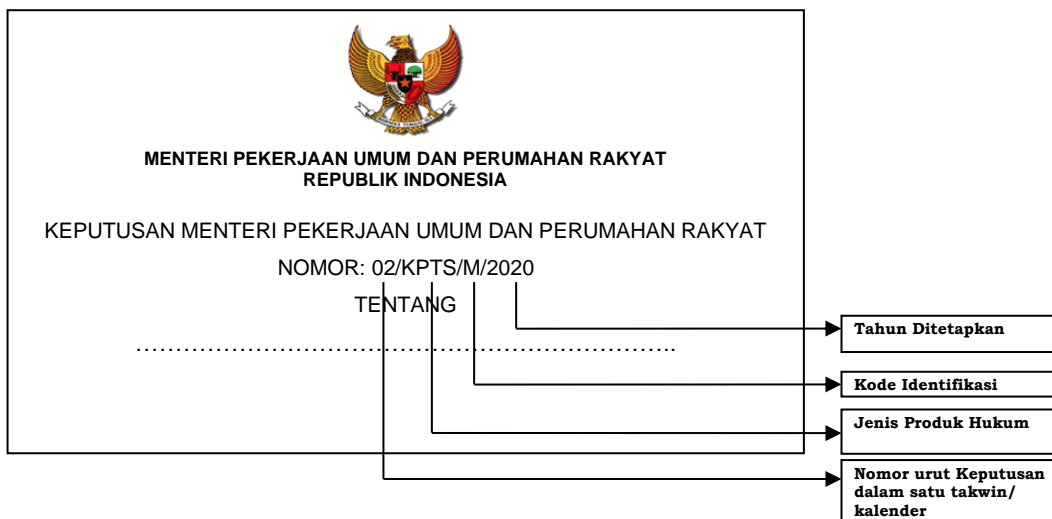 MENTERI PEKERJAAN UMUM DAN PERUMAHAN RAKYAT
REPUBLIK INDONESIA
KEPUTUSAN MENTERI PEKERJAAN UMUM DAN PERUMAHAN RAKYAT
NOMOR: 02/KPTS/M/2020
TENTANG
…………………………………………………………..
Tahun Ditetapkan
Kode Identifikasi
Jenis Produk Hukum
Nomor urut Keputusan
dalam satu takwin/
kalender